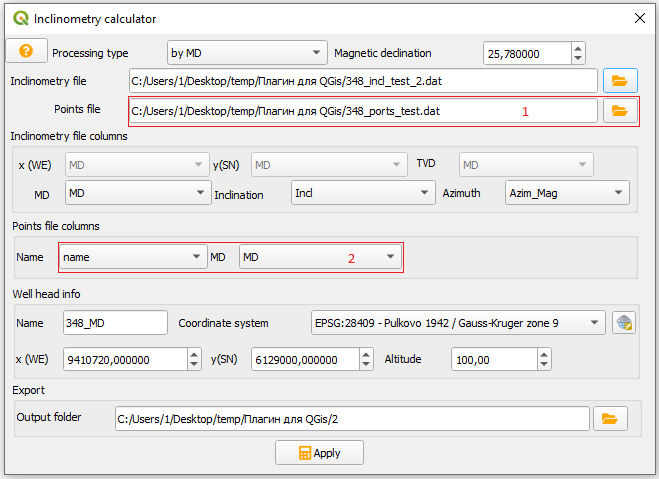 Inclinometry calculator
? Processing type by MD Magnetic declination 25,780000
Inclinometry file C:/Users/1/Desktop/temp/Плагин для QGis/348_incl_test_2.dat
Points file C:/Users/1/Desktop/temp/Плагин для QGis/348_ports_test.dat 1
Inclinometry file columns
x (WE) MD y(SN) MD TVD MD
MD MD Inclination Incl Azimuth Azim_Mag
Points file columns
Name name MD MD 2
Well head info
Name 348_MD Coordinate system EPSG:28409 - Pulkovo 1942 / Gauss-Kruger zone 9
x (WE) 9410720,000000 y(SN) 6129000,000000 Altitude 100,00
Export
Output folder C:/Users/1/Desktop/temp/Плагин для QGis/2
Apply